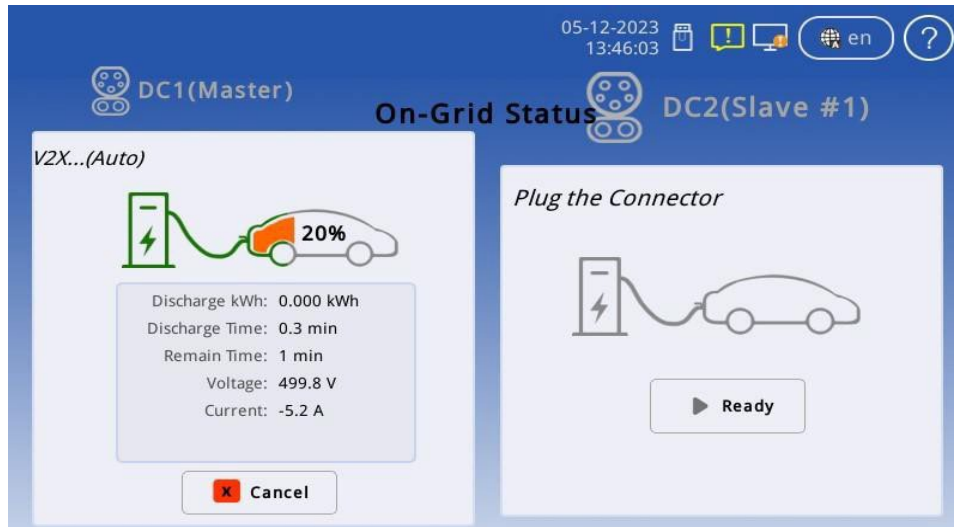 05-12-2023
13:46:03
en
?
DC1(Master)
On-Grid Status
DC2(Slave #1)
V2X...(Auto)
20%
Discharge kWh: 0.000 kWh
Discharge Time: 0.3 min
Remain Time: 1 min
Voltage: 499.8 V
Current: -5.2 A
X Cancel
Plug the Connector
Ready